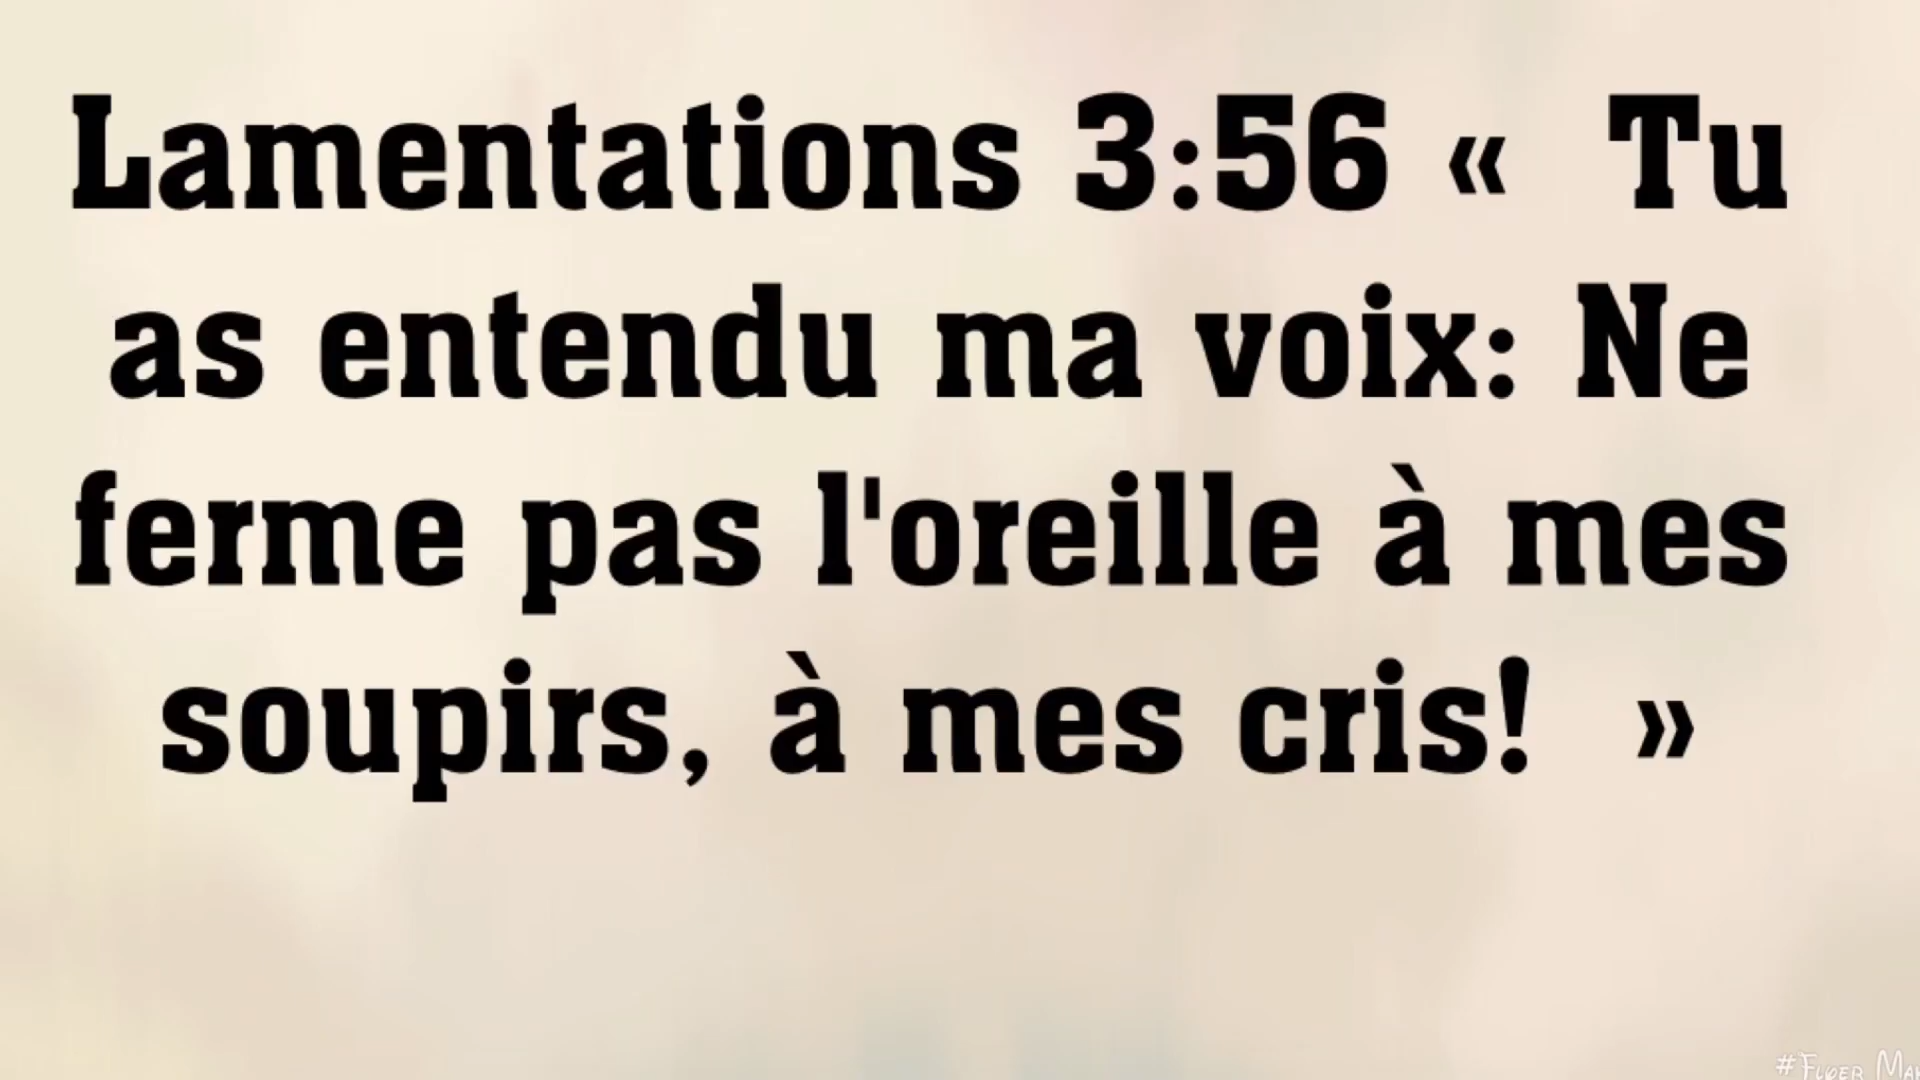 Lamentations 3:56 «  Tu
as entendu ma voix: Ne
ferme pas l'oreille à mes
soupirs, à mes cris!  »